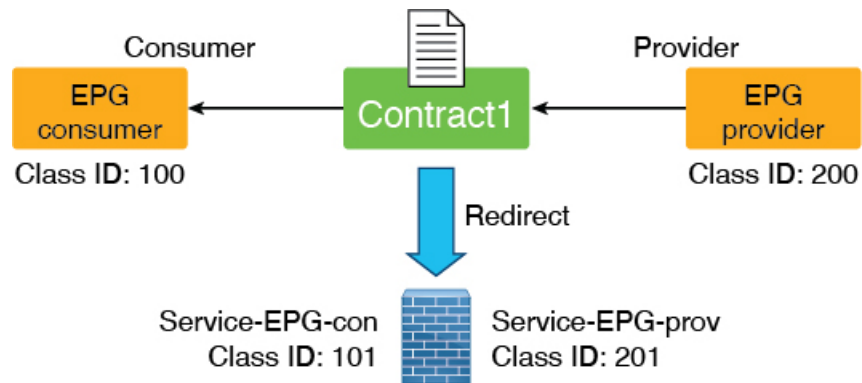 Consumer
Provider
EPG
consumer
Contract1
EPG
provider
Class ID: 100
Class ID: 200
Redirect
Service-EPG-con
Class ID: 101
Service-EPG-prov
Class ID: 201